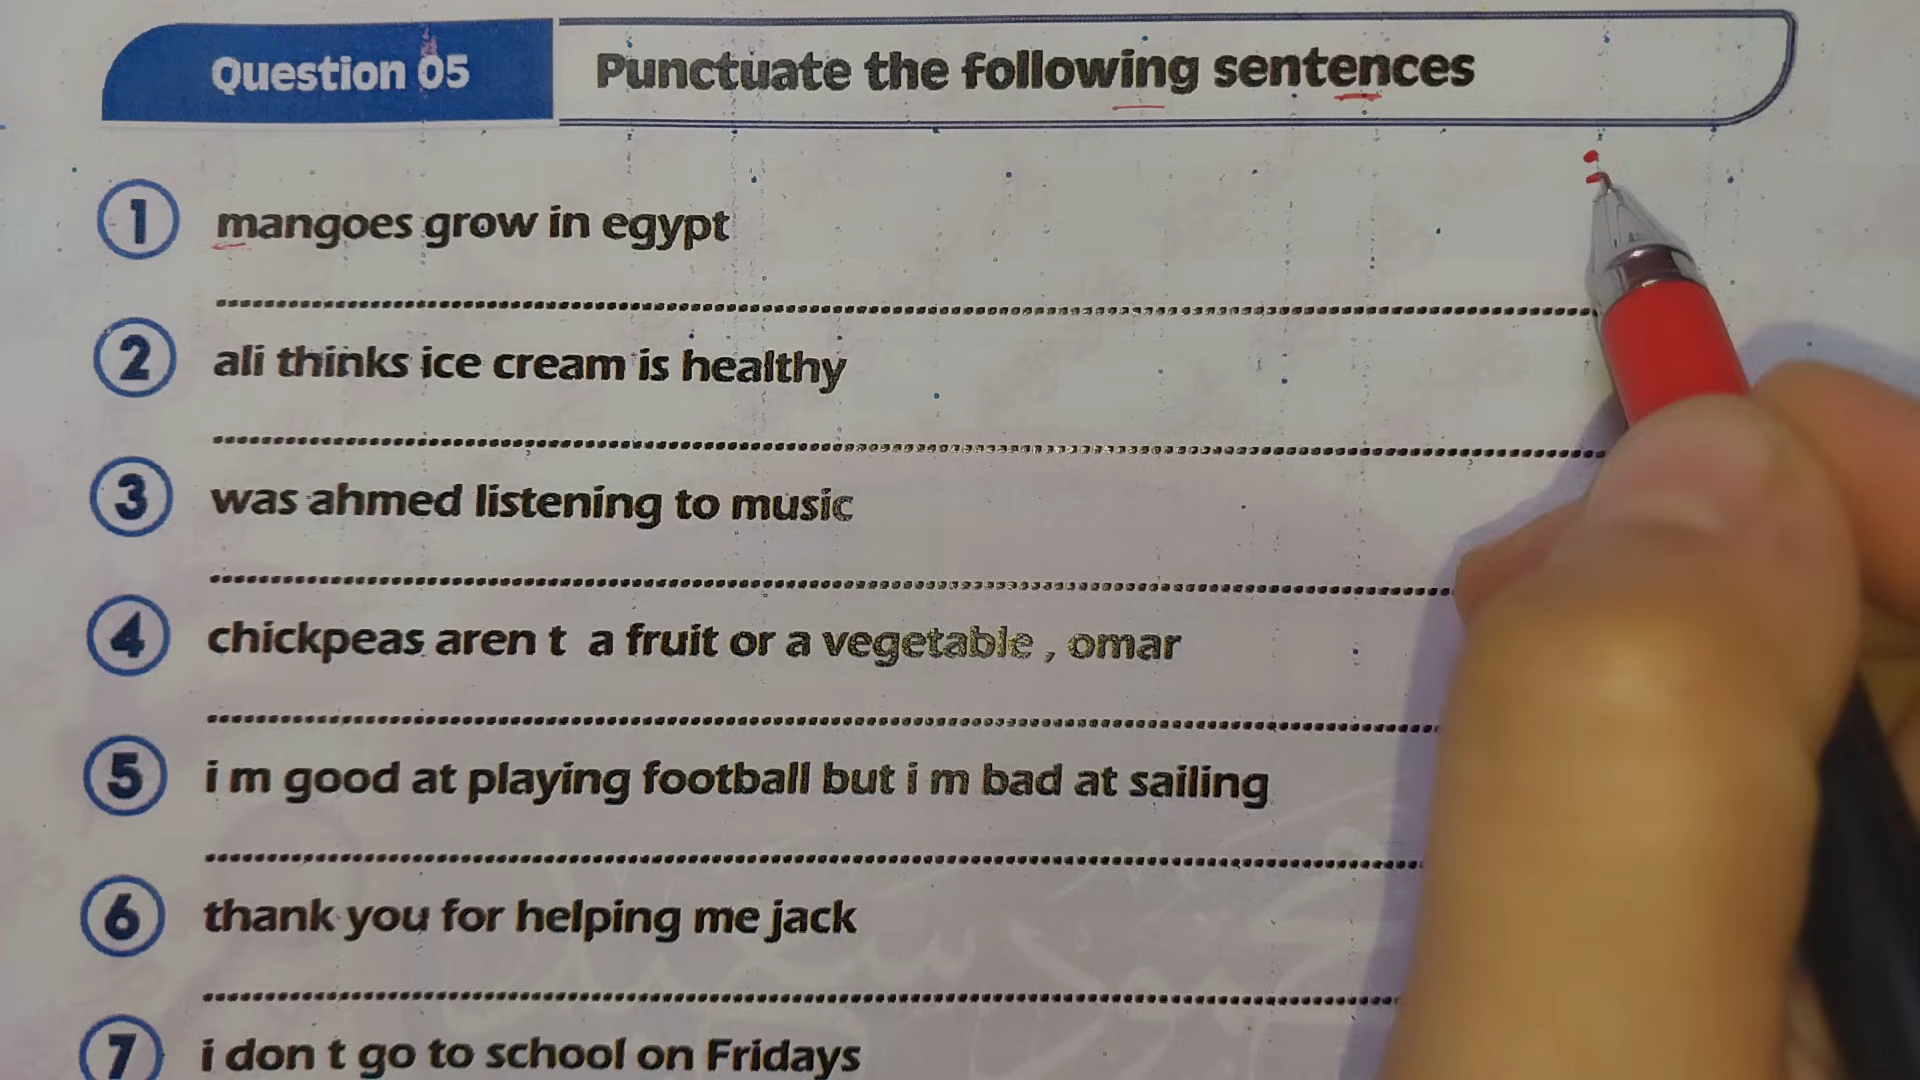 Question 05
Punctuate the following sentences
1 mangoes grow in egypt
2 ali thinks ice cream is healthy
3 was ahmed listening to music
4 chickpeas aren t a fruit or a vegetable , omar
5 i m good at playing football but i m bad at sailing
6 thank you for helping me jack
7 i don t go to school on Fridays